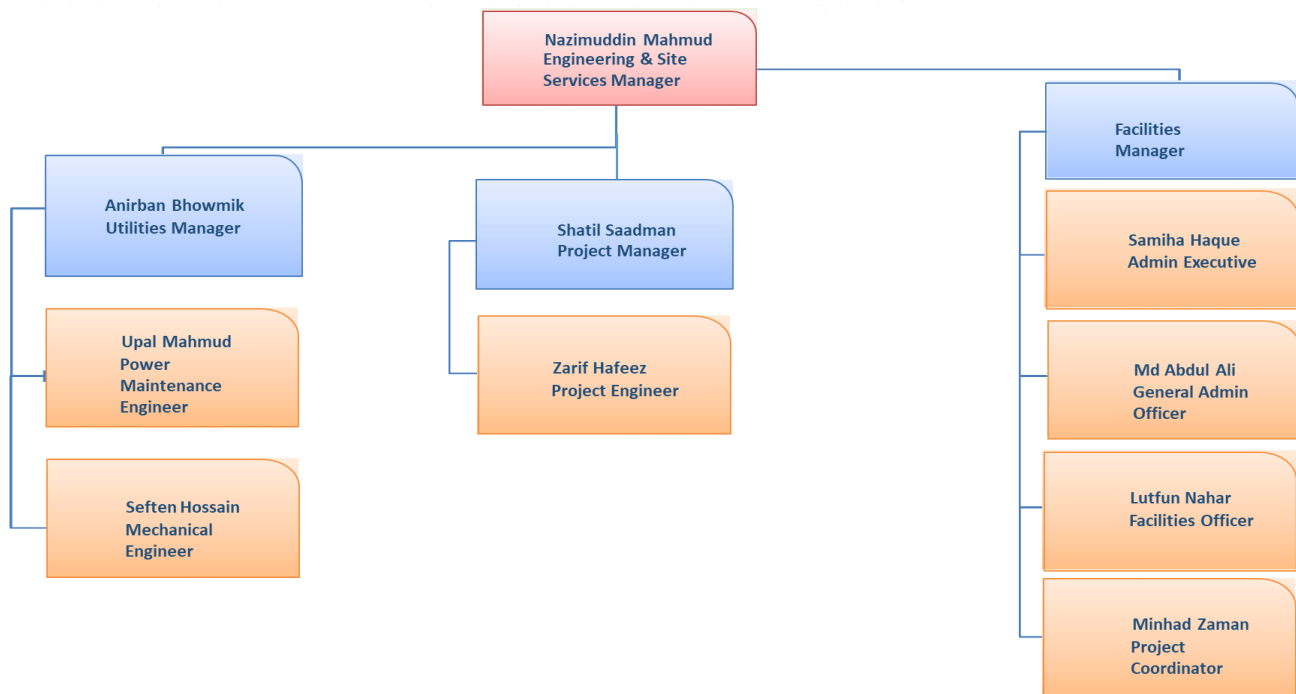 Nazimuddin Mahmud
Engineering & Site
Services Manager
Facilities
Manager
Anirban Bhowmik
Utilities Manager
Shatil Saadman
Project Manager
Samiha Haque
Admin Executive
Upal Mahmud
Power
Maintenance
Engineer
Zarif Hafeez
Project Engineer
Md Abdul Ali
General Admin
Officer
Seften Hossain
Mechanical
Engineer
Lutfun Nahar
Facilities Officer
Minhad Zaman
Project
Coordinator